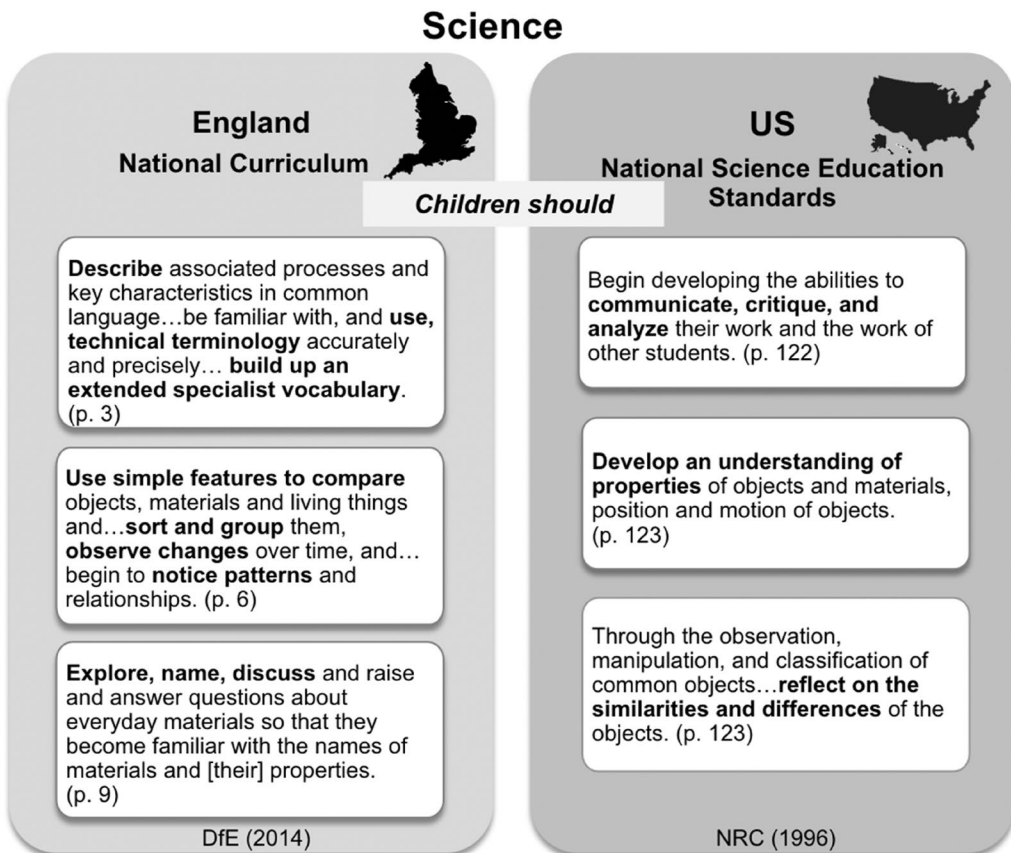 Science
England
National Curriculum
US
National Science Education
Standards
Children should
Describe associated processes and
key characteristics in common
language…be familiar with, and use,
technical terminology accurately
and precisely… build up an
extended specialist vocabulary.
(p. 3)
Use simple features to compare
objects, materials and living things
and…sort and group them,
observe changes over time, and…
begin to notice patterns and
relationships. (p. 6)
Explore, name, discuss and raise
and answer questions about
everyday materials so that they
become familiar with the names of
materials and [their] properties.
(p. 9)
DfE (2014)
Begin developing the abilities to
communicate, critique, and
analyze their work and the work of
other students. (p. 122)
Develop an understanding of
properties of objects and materials,
position and motion of objects.
(p. 123)
Through the observation,
manipulation, and classification of
common objects…reflect on the
similarities and differences of the
objects. (p. 123)
NRC (1996)